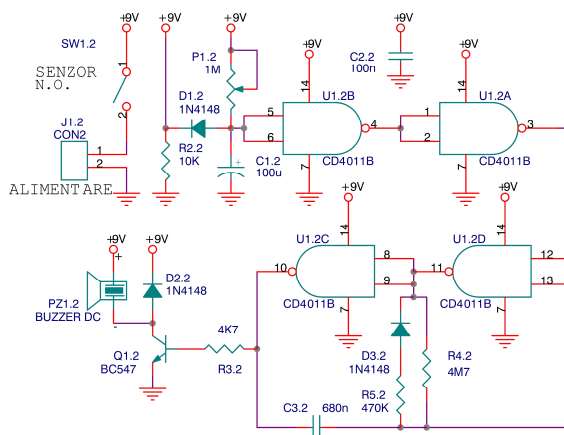 +9V +9V +9V +9V +9V
SW1.2
SENZOR
N.O.
1
2
J1.2
CON2
1
2
ALIMENTARE
P1.2
1M
D1.2
1N4148
R2.2
10K
C1.2
100u
+
C2.2
100n
14
U1.2B
5
6
4
CD4011B
7
14
U1.2A
1
2
3
CD4011B
7
+9V +9V
+
PZ1.2
BUZZER DC
-
D2.2
1N4148
Q1.2
BC547
4K7
R3.2
+9V
14
U1.2C
10
8
9
CD4011B
7
+9V
14
U1.2D
11
12
13
CD4011B
7
D3.2
1N4148
R5.2
470K
R4.2
4M7
C3.2
680n